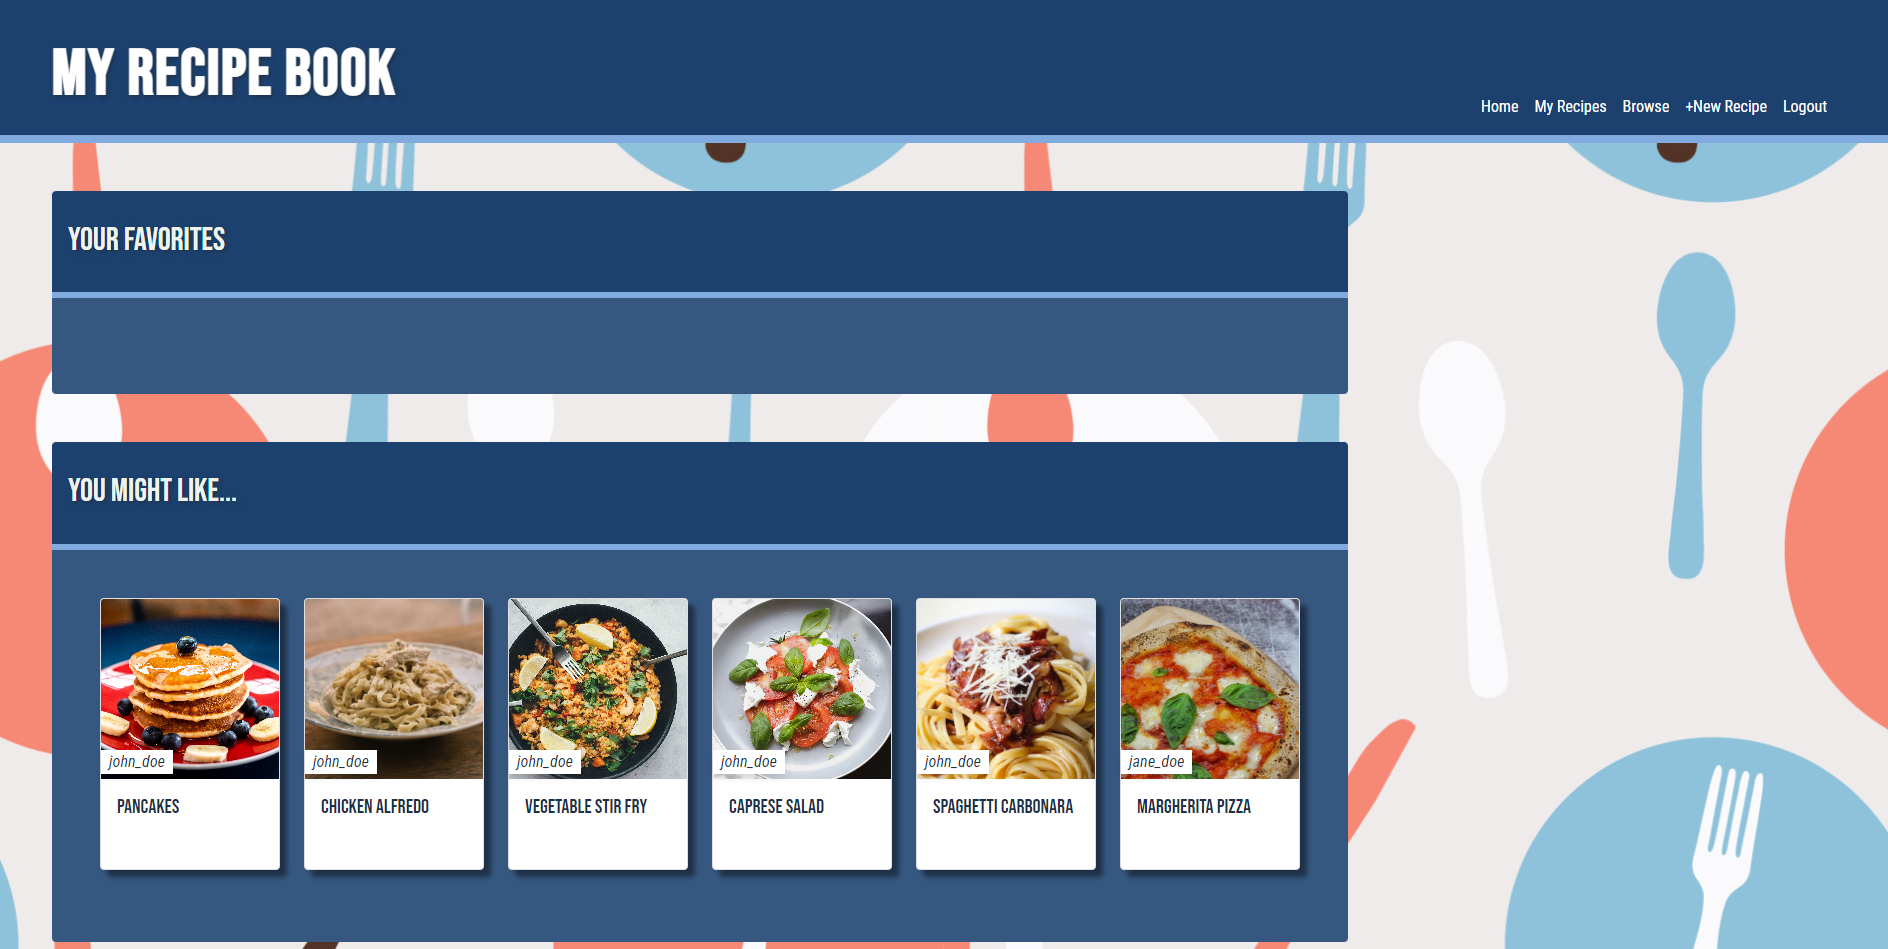 MY RECIPE BOOK
Home My Recipes Browse +New Recipe Logout
YOUR FAVORITES
YOU MIGHT LIKE...
john_doe john_doe john_doe john_doe john_doe jane_doe
PANCAKES CHICKEN ALFREDO VEGETABLE STIR FRY CAPRESE SALAD SPAGHETTI CARBONARA MARGHERITA PIZZA